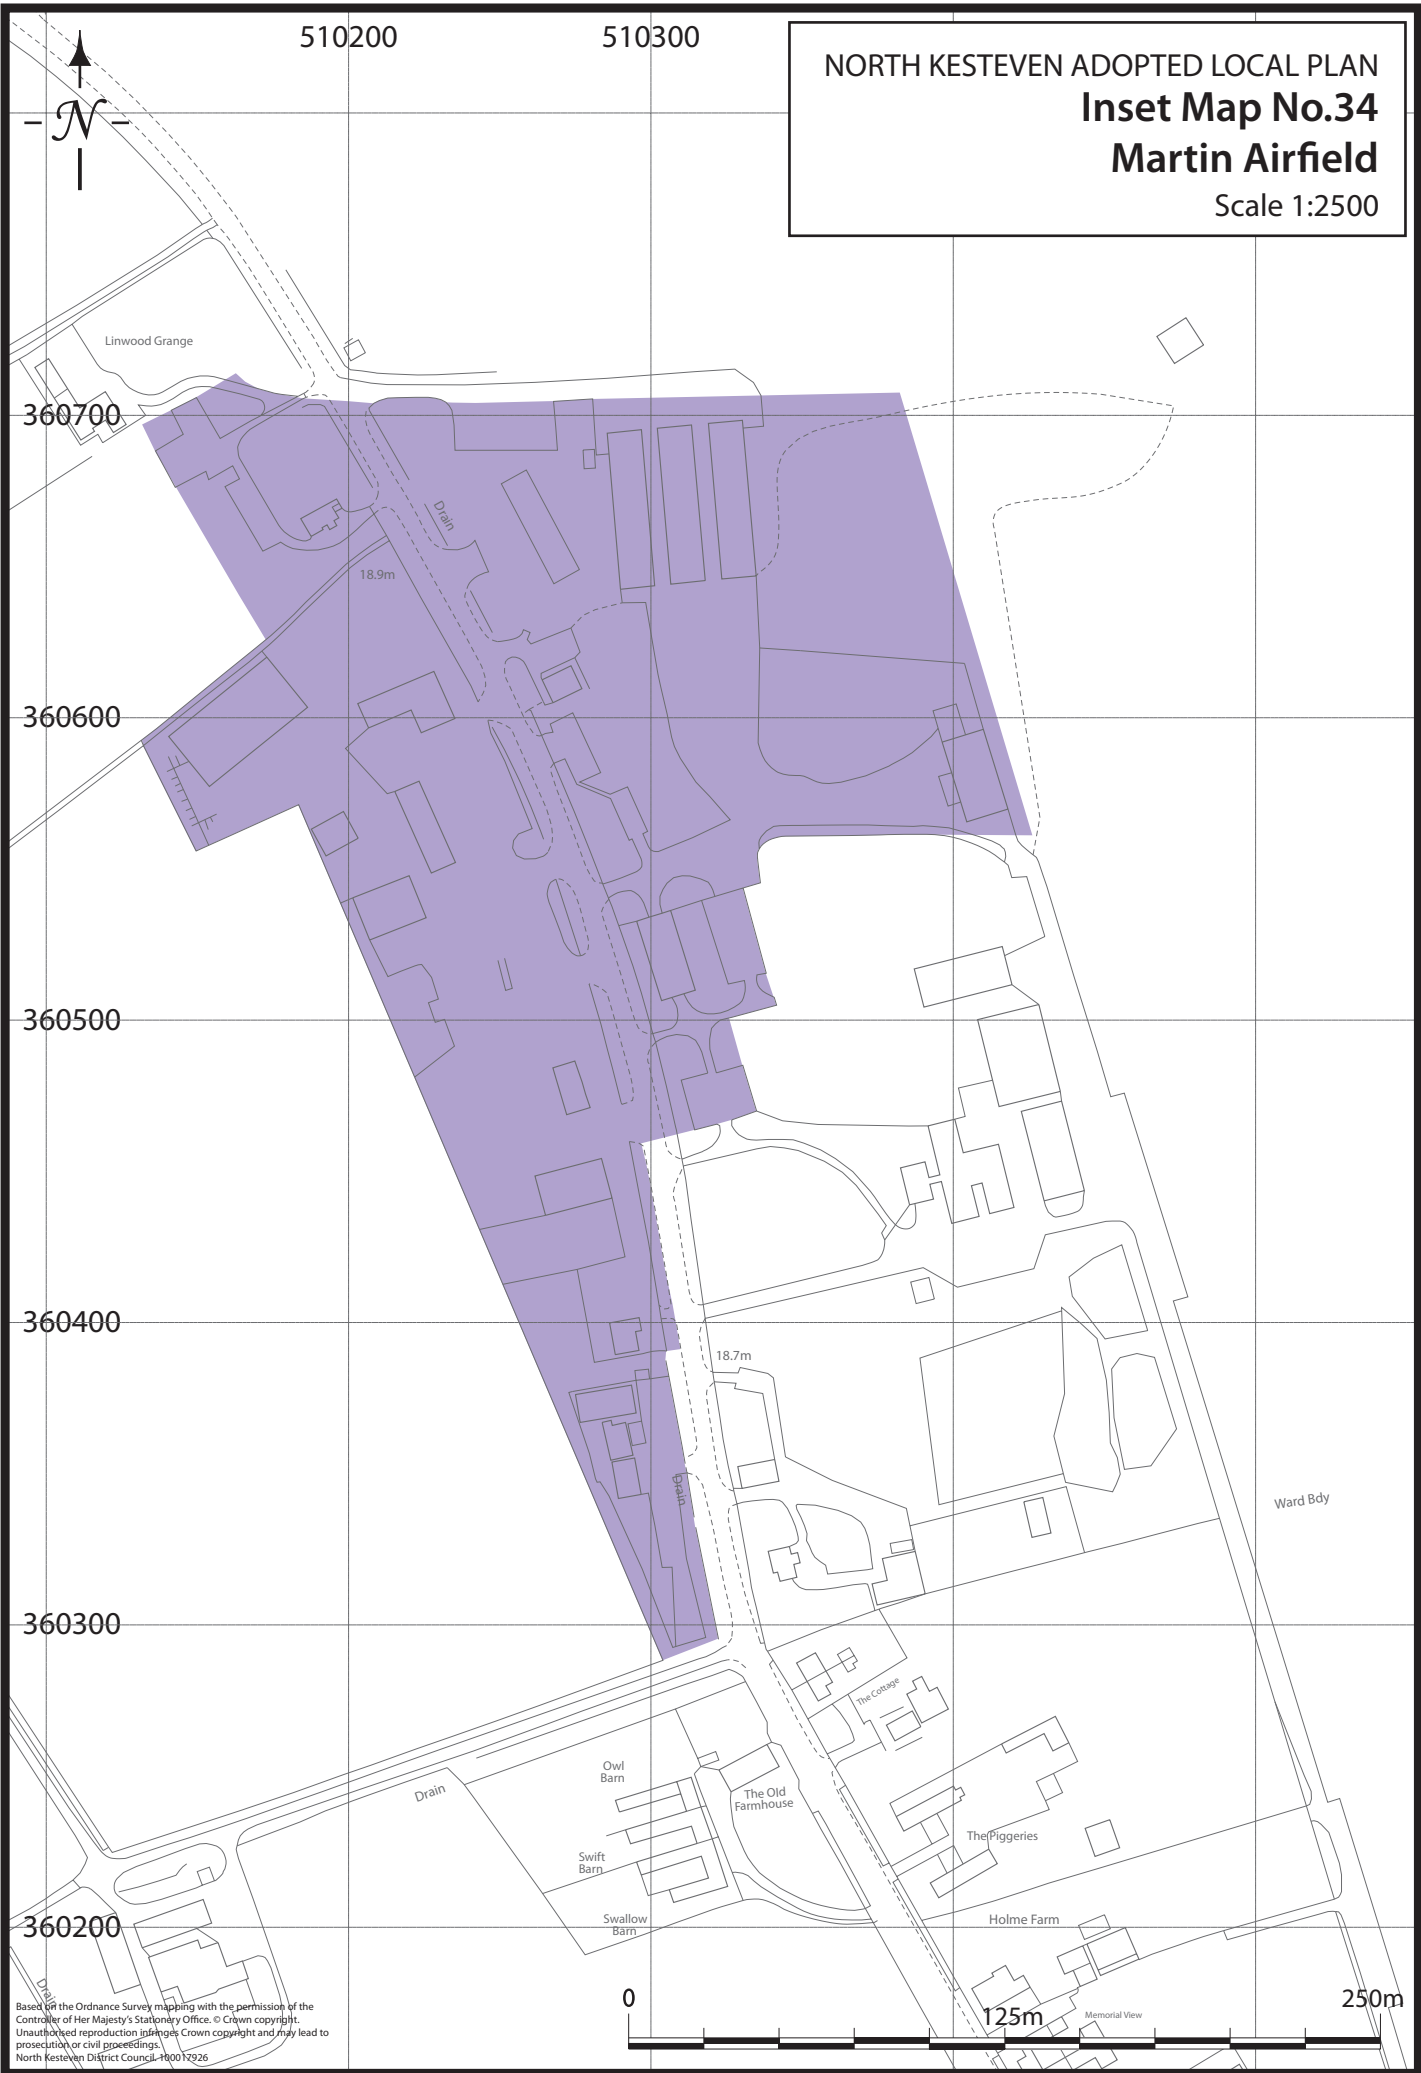 510200
510300
NORTH KESTEVEN ADOPTED LOCAL PLAN
Inset Map No.34
Martin Airfield
Scale 1:2500
- N -
Linwood Grange
360700
Drain
18.9m
360600
360500
360400
18.7m
Drain
Ward Bdy
360300
The Cottage
Owl
Barn
Drain
The Old
Farmhouse
The Piggeries
Swift
Barn
Swallow
Barn
Holme Farm
360200
Drain
0
125m
250m
Memorial View
Based on the Ordnance Survey mapping with the permission of the
Controller of Her Majesty's Stationery Office. © Crown copyright.
Unauthorised reproduction infringes Crown copyright and may lead to
prosecution or civil proceedings.
North Kesteven District Council. 100017926